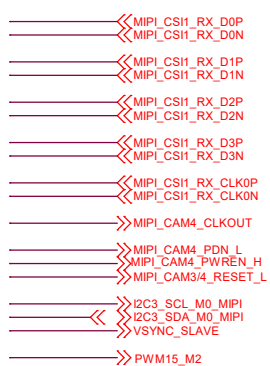 MIPI_CSI1_RX_D0P
MIPI_CSI1_RX_D0N
MIPI_CSI1_RX_D1P
MIPI_CSI1_RX_D1N
MIPI_CSI1_RX_D2P
MIPI_CSI1_RX_D2N
MIPI_CSI1_RX_D3P
MIPI_CSI1_RX_D3N
MIPI_CSI1_RX_CLK0P
MIPI_CSI1_RX_CLK0N
MIPI_CAM4_CLKOUT
MIPI_CAM4_PDN_L
MIPI_CAM4_PWREN_H
MIPI_CAM3/4_RESET_L
I2C3_SCL_M0_MIPI
I2C3_SDA_M0_MIPI
VSYNC_SLAVE
PWM15_M2